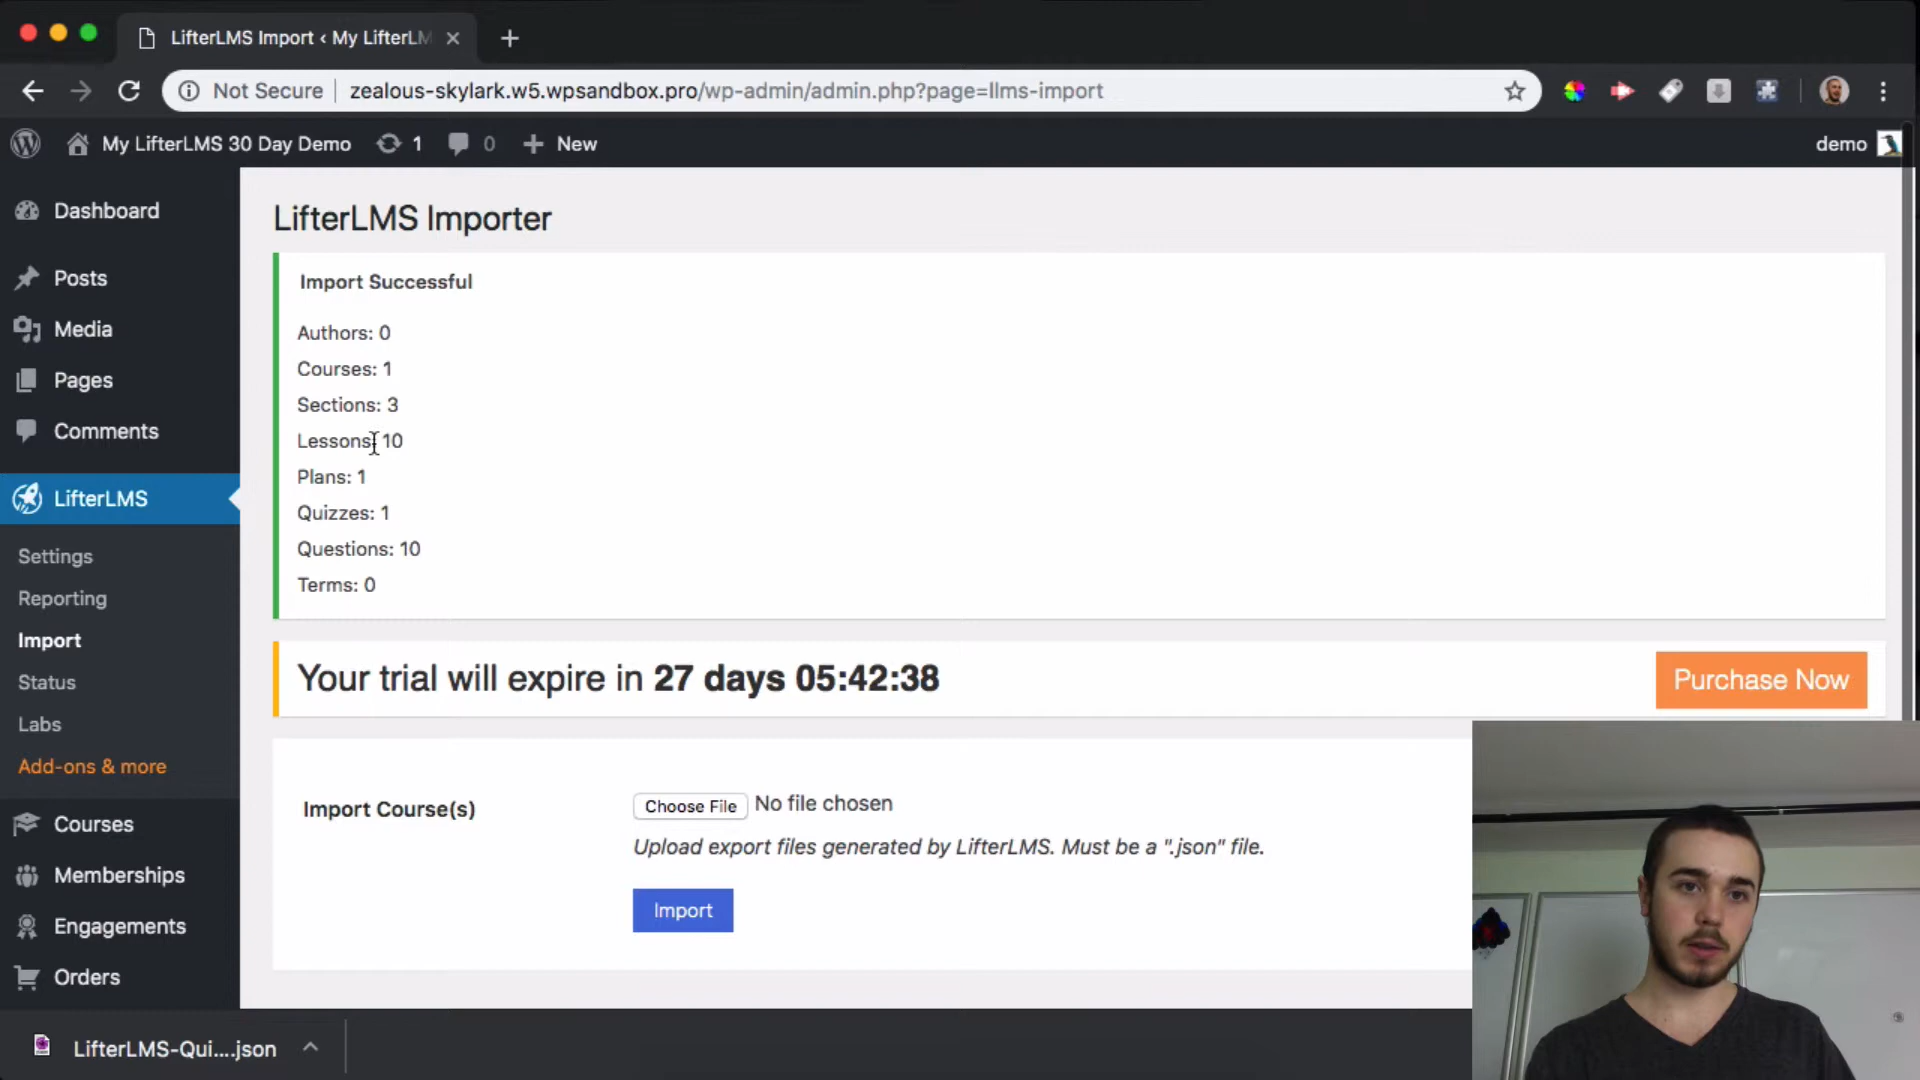 LifterLMS Import ‹ My LifterLM
Not Secure
zealous-skylark.w5.wpsandbox.pro/wp-admin/admin.php?page=llms-import
My LifterLMS 30 Day Demo
1
0
New
demo
Dashboard
Posts
Media
Pages
Comments
LifterLMS
Settings
Reporting
Import
Status
Labs
Add-ons & more
Courses
Memberships
Engagements
Orders
LifterLMS Importer
Import Successful
Authors: 0
Courses: 1
Sections: 3
Lessons: 10
Plans: 1
Quizzes: 1
Questions: 10
Terms: 0
Your trial will expire in 27 days 05:42:38
Purchase Now
Import Course(s)
Choose File No file chosen
Upload export files generated by LifterLMS. Must be a ".json" file.
Import
LifterLMS-Qui....json